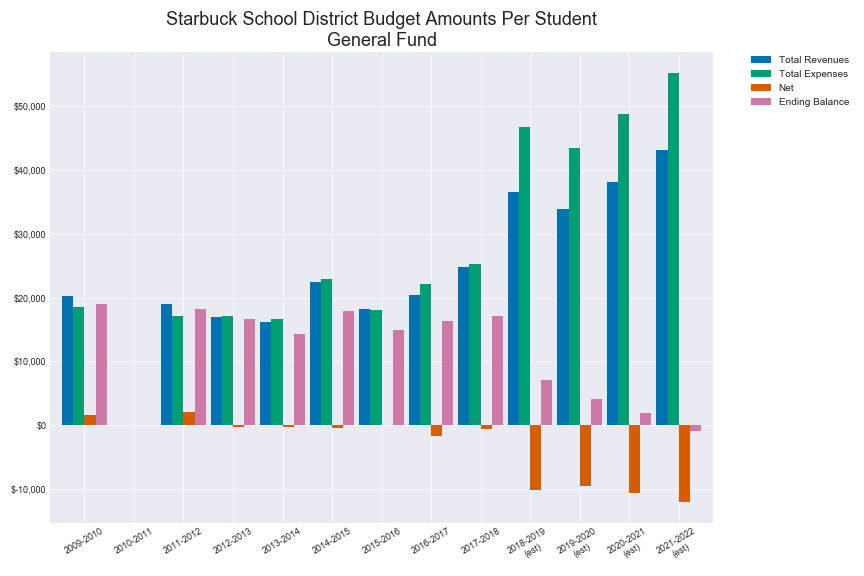 Starbuck School District Budget Amounts Per Student
General Fund
Total Revenues
Total Expenses
Net
Ending Balance
$50,000
$40,000
$30,000
$20,000
$10,000
$0
$-10,000
2009-2010
2010-2011
2011-2012
2012-2013
2013-2014
2014-2015
2015-2016
2016-2017
2017-2018
2018-2019
(est)
2019-2020
(est)
2020-2021
(est)
2021-2022
(est)